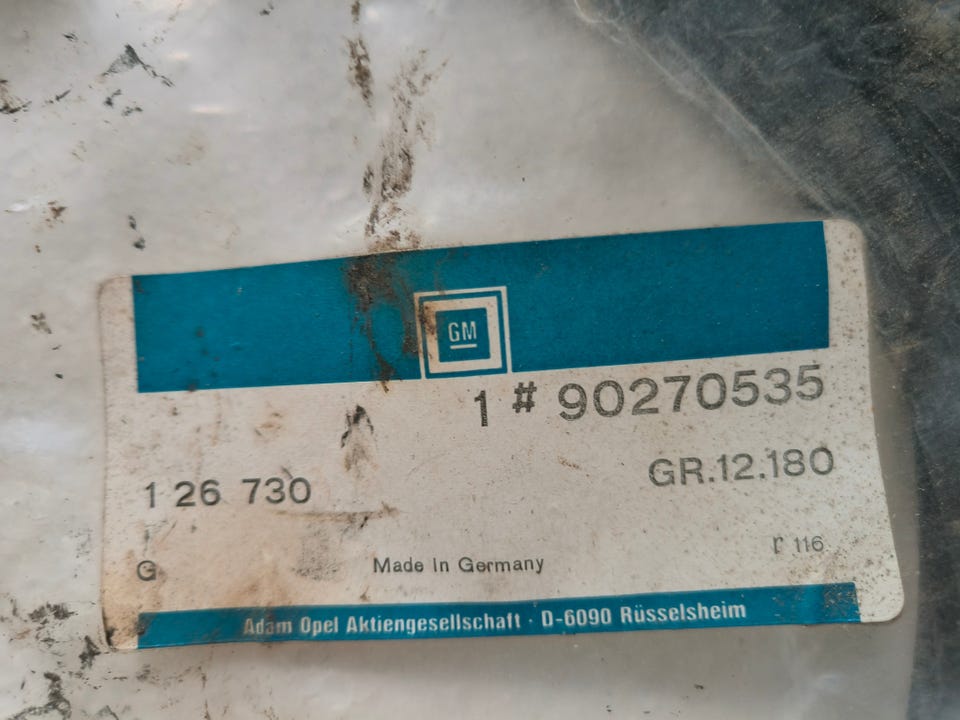 GM
1 # 90270535
1 26 730
GR.12.180
G
Made In Germany
r 116
Adam Opel Aktiengesellschaft · D-6090 Rüsselsheim